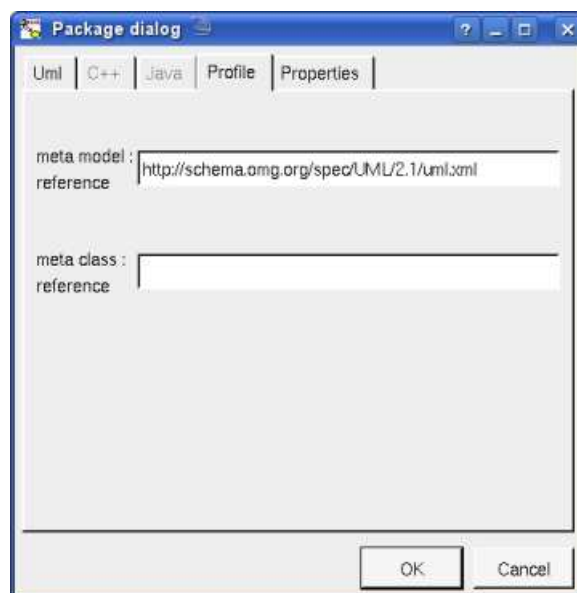 Package dialog
Uml C++ Java Profile Properties
meta model :
reference
http://schema.omg.org/spec/UML/2.1/uml.xml
meta class :
reference
OK Cancel